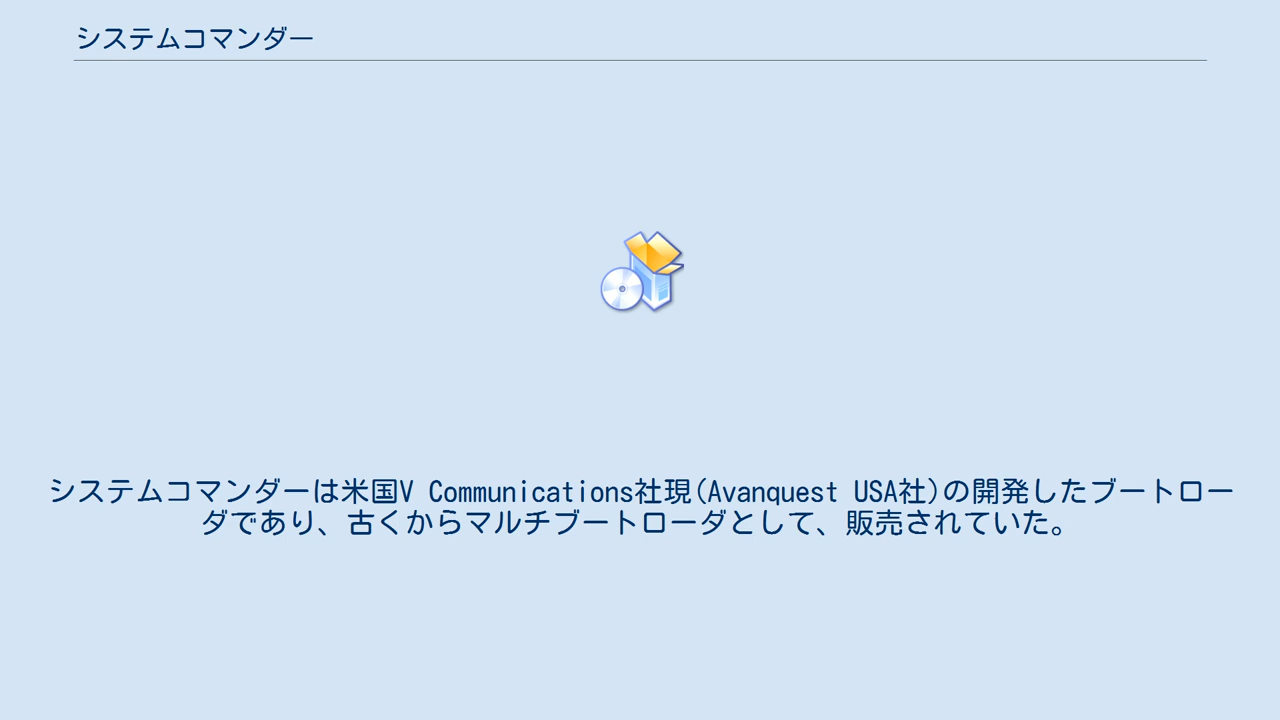 システムコマンダー
システムコマンダーは米国V Communications社現(Avanquest USA社)の開発したブートロー
ダであり、古くからマルチブートローダとして、販売されていた。